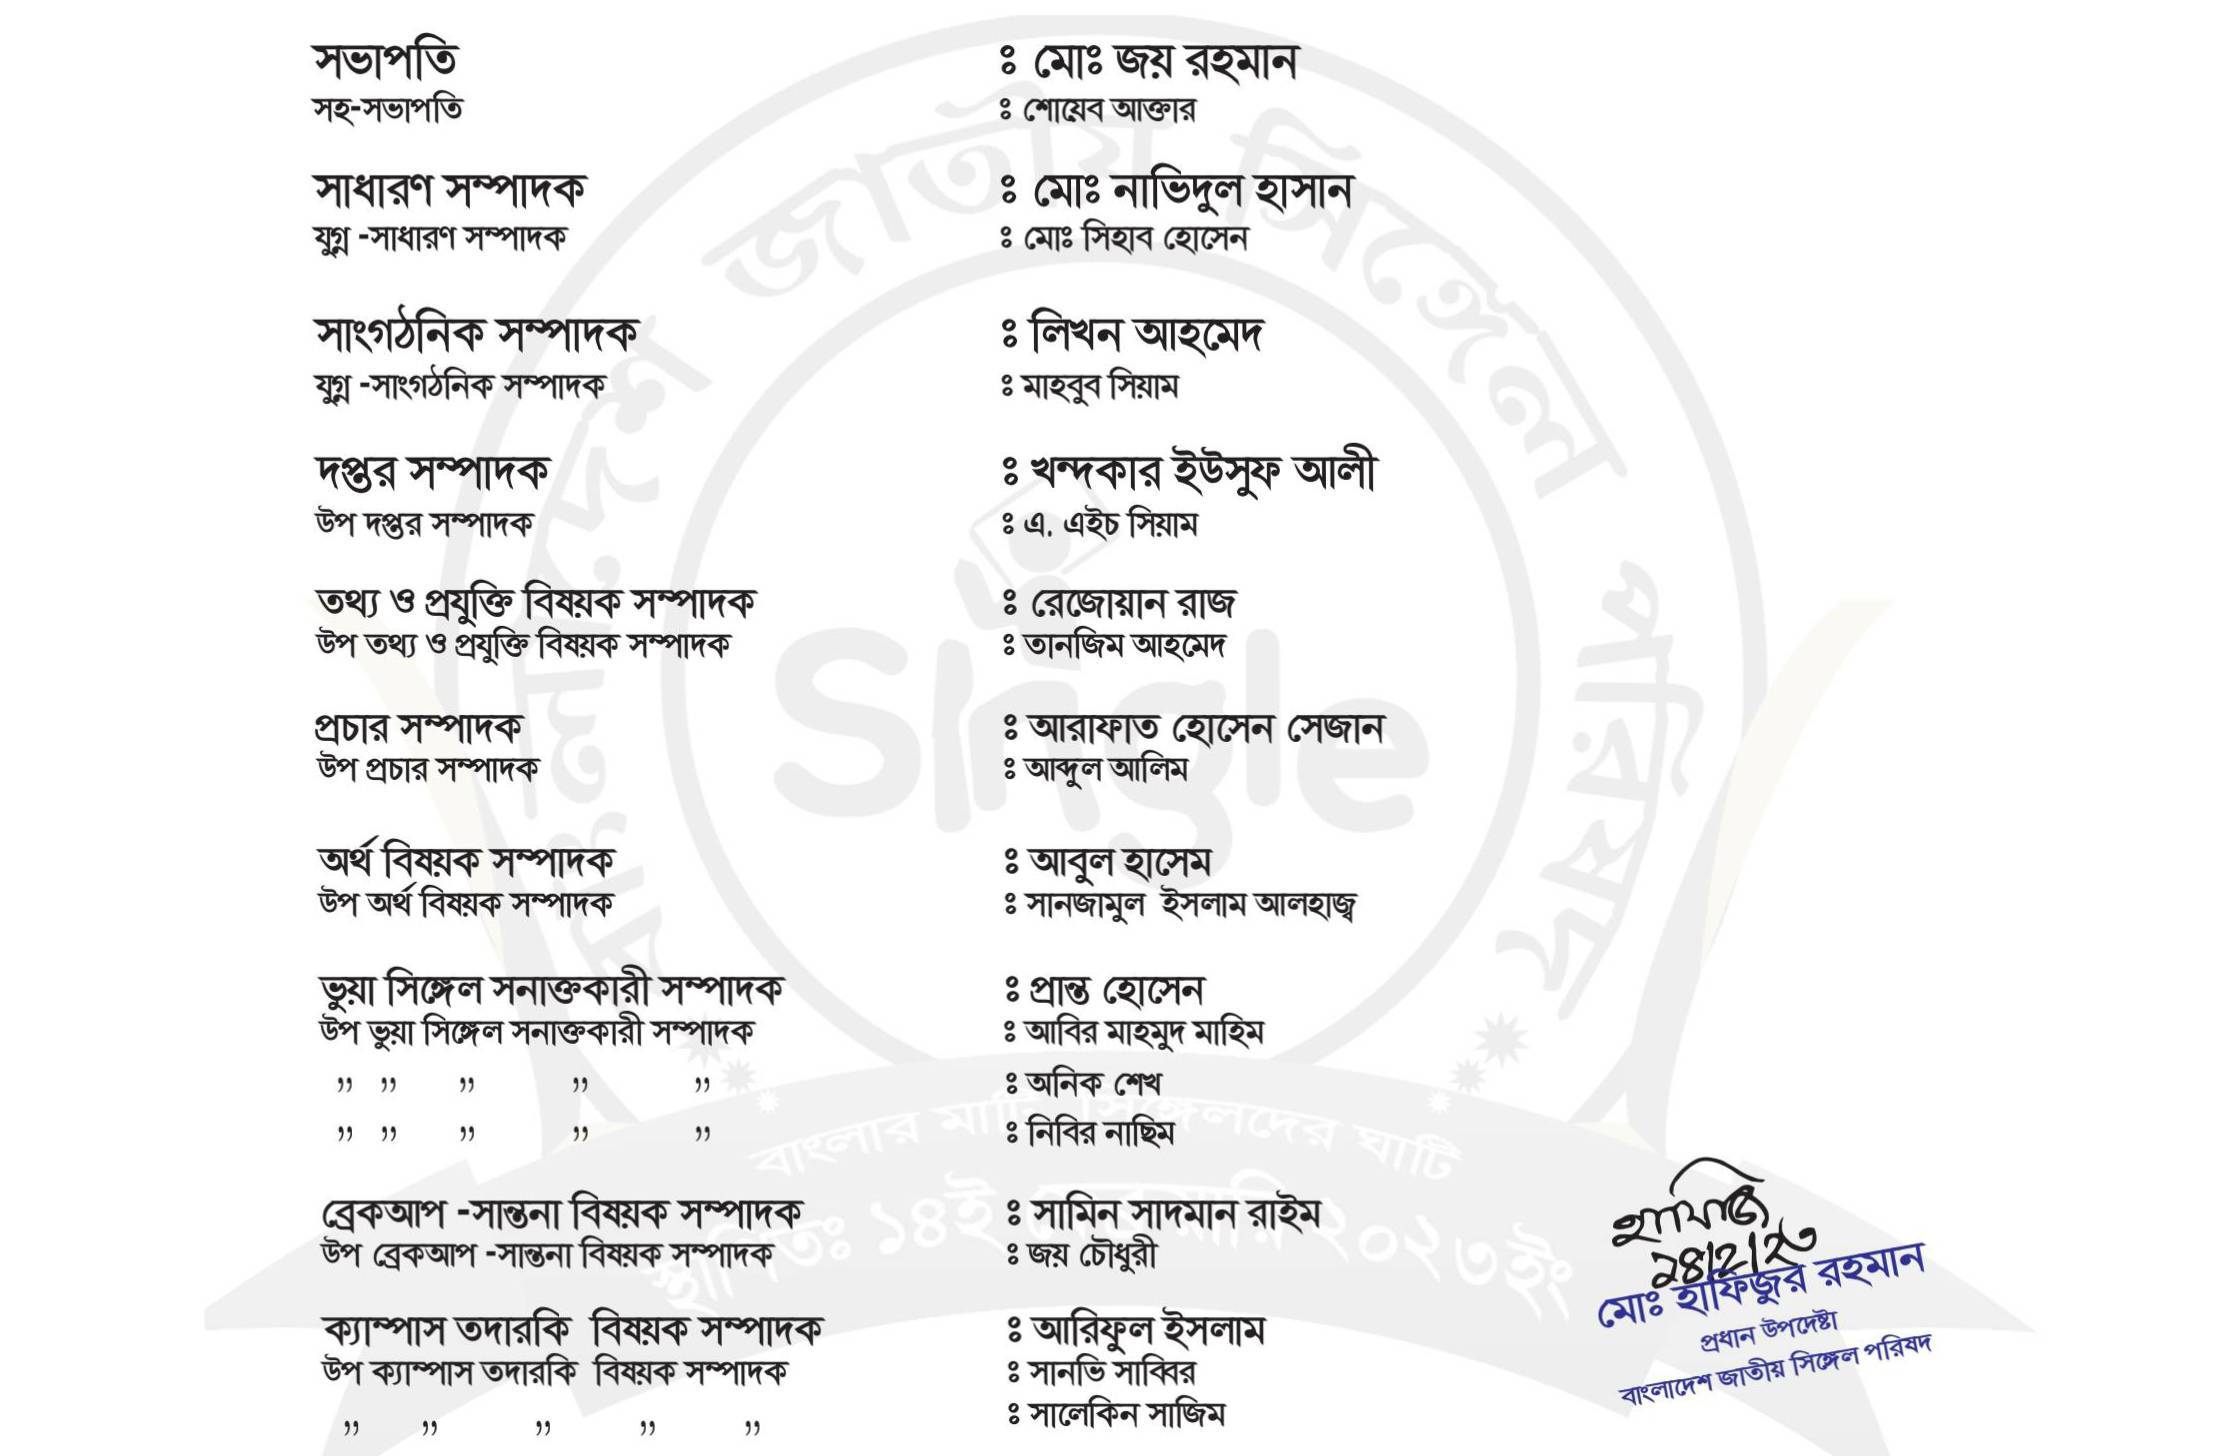 সভাপতি ঃ মোঃ জয় রহমান
সহ-সভাপতি ঃ শোয়েব আক্তার
সাধারণ সম্পাদক ঃ মোঃ নাভিদুল হাসান
যুগ্ন -সাধারণ সম্পাদক ঃ মোঃ সিহাব হোসেন
সাংগঠনিক সম্পাদক ঃ লিখন আহমেদ
যুগ্ন -সাংগঠনিক সম্পাদক ঃ মাহবুব সিয়াম
দপ্তর সম্পাদক ঃ খন্দকার ইউসুফ আলী
উপ দপ্তর সম্পাদক ঃ এ. এইচ সিয়াম
তথ্য ও প্রযুক্তি বিষয়ক সম্পাদক ঃ রেজোয়ান রাজ
উপ তথ্য ও প্রযুক্তি বিষয়ক সম্পাদক ঃ তানজিম আহমেদ
প্রচার সম্পাদক ঃ আরাফাত হোসেন সেজান
উপ প্রচার সম্পাদক ঃ আব্দুল আলিম
অর্থ বিষয়ক সম্পাদক ঃ আবুল হাসেম
উপ অর্থ বিষয়ক সম্পাদক ঃ সানজামুল ইসলাম আলহাজ্ব
ভুয়া সিঙ্গেল সনাক্তকারী সম্পাদক ঃ প্রান্ত হোসেন
উপ ভুয়া সিঙ্গেল সনাক্তকারী সম্পাদক ঃ আবির মাহমুদ মাহিম
” ” ” ” ” ঃ অনিক শেখ
” ” ” ” ” ঃ নিবির নাছিম
ব্রেকআপ -সান্তনা বিষয়ক সম্পাদক ঃ সামিন সাদমান রাইম
উপ ব্রেকআপ -সান্তনা বিষয়ক সম্পাদক ঃ জয় চৌধুরী
ক্যাম্পাস তদারকি বিষয়ক সম্পাদক ঃ আরিফুল ইসলাম
উপ ক্যাম্পাস তদারকি বিষয়ক সম্পাদক ঃ সানভি সাব্বির
” ” ” ” ” ঃ সালেকিন সাজিম
১৪/২/২৩
মোঃ হাফিজুর রহমান
প্রধান উপদেষ্টা
বাংলাদেশ জাতীয় সিঙ্গেল পরিষদ
বাংলাদেশ জাতীয় সিঙ্গেল পরিষদ
Single
বাংলার মাটি সিঙ্গেলদের ঘাটি
স্থাপিতঃ ১৪ই ফেব্রুয়ারি ২০২৩ইং